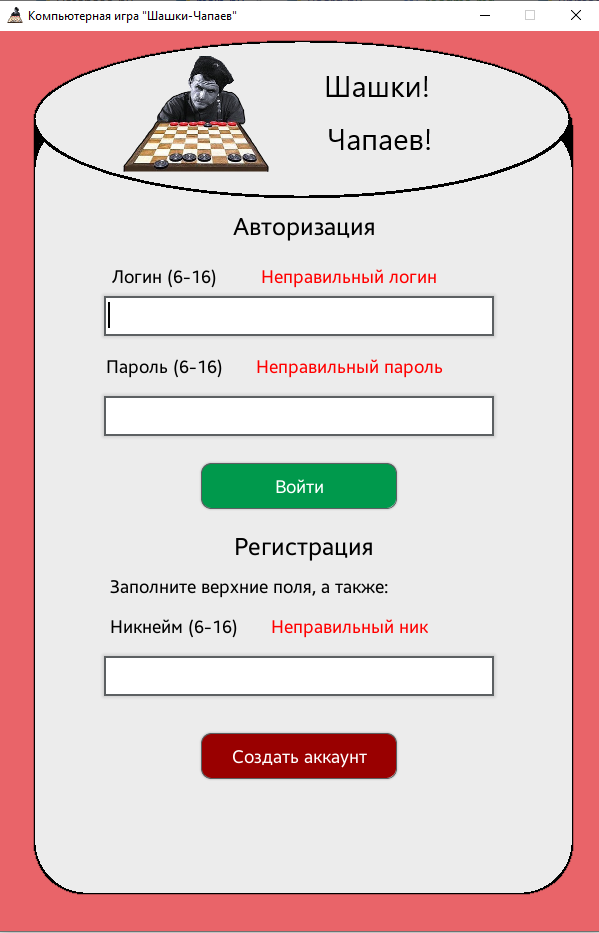 Компьютерная игра "Шашки-Чапаев"
Шашки!
Чапаев!
Авторизация
Логин (6-16) Неправильный логин
Пароль (6-16) Неправильный пароль
Войти
Регистрация
Заполните верхние поля, а также:
Никнейм (6-16) Неправильный ник
Создать аккаунт